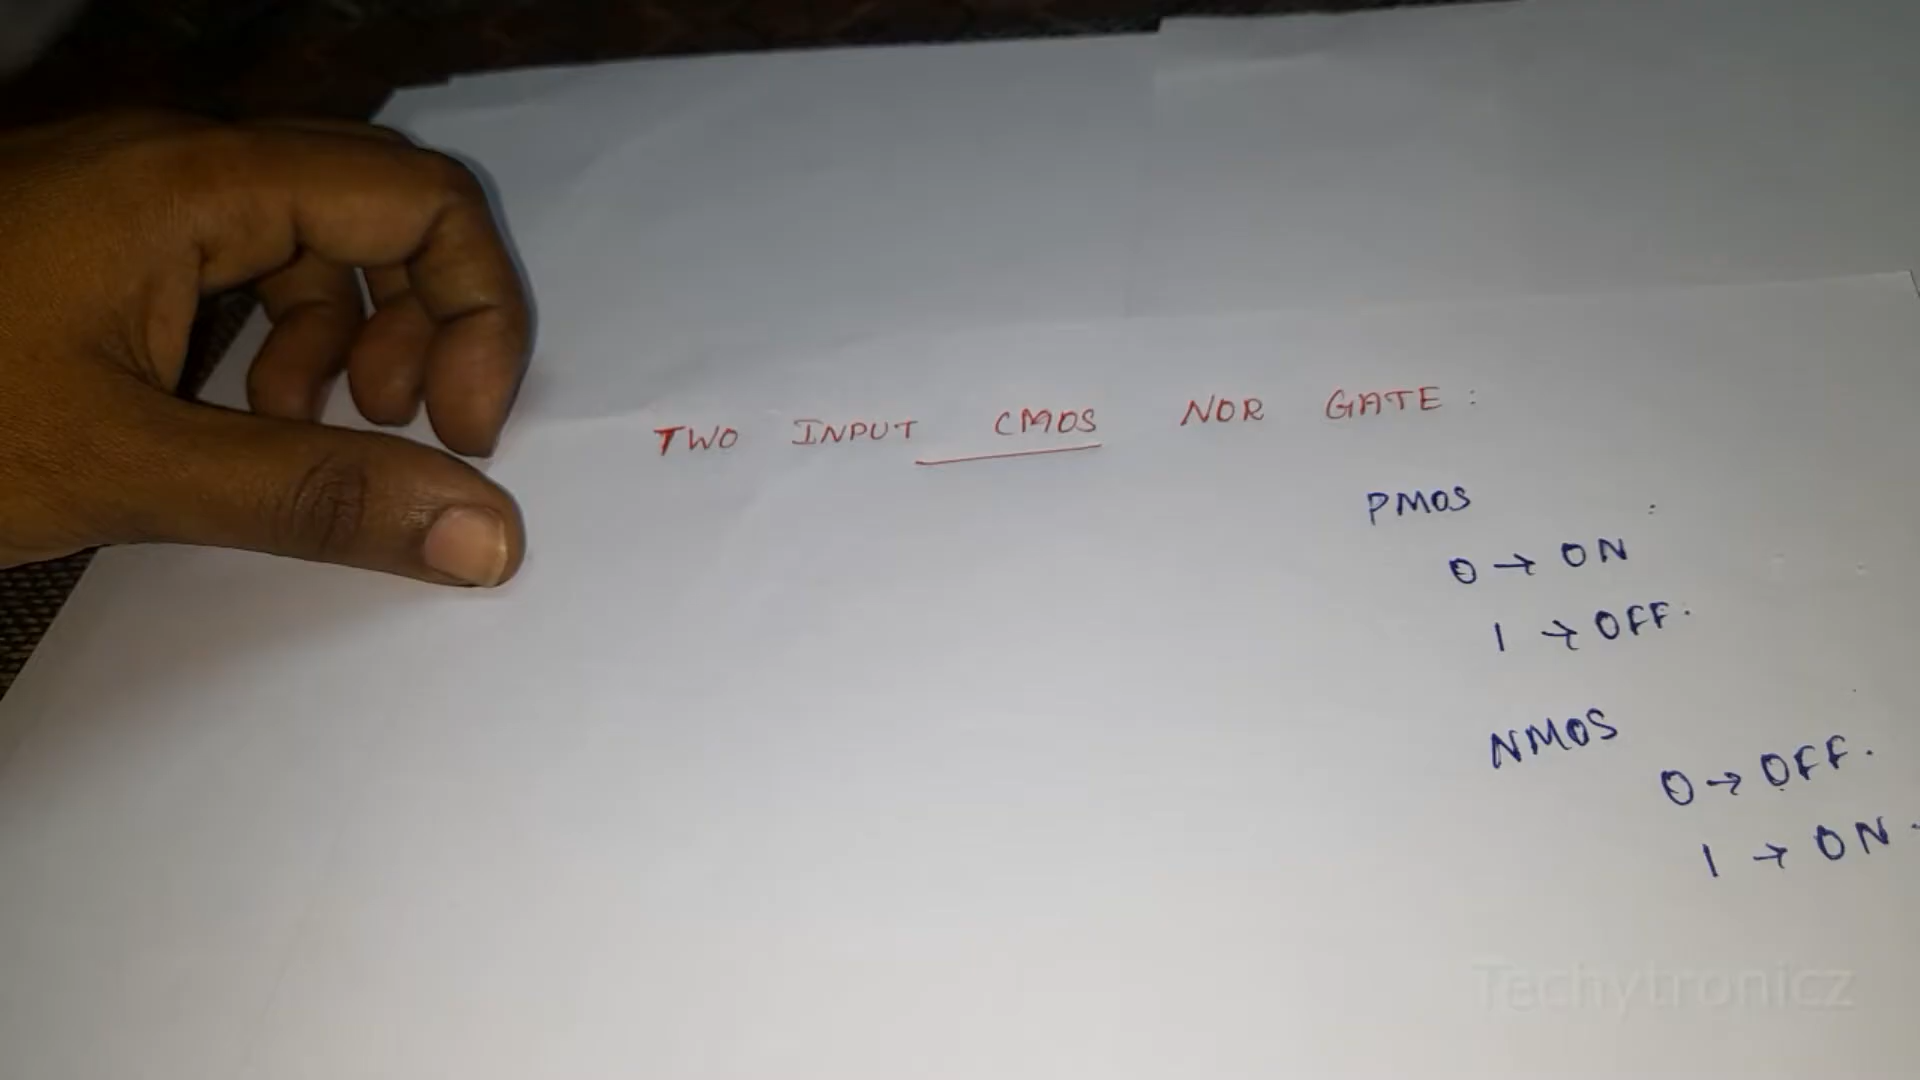 TWO INPUT CMOS NOR GATE :
PMOS
0 → ON
1 → OFF.
NMOS
0 → OFF.
1 → ON.
Techytronicz